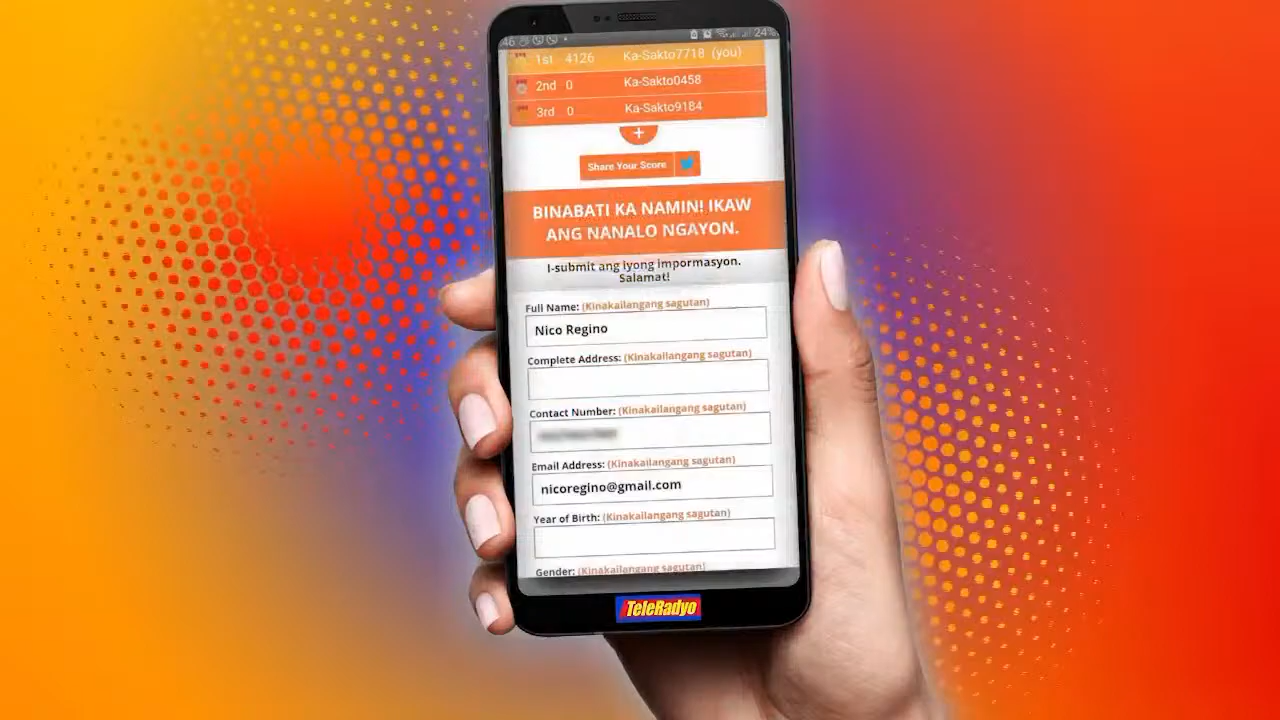 46 24%
1st 4126 Ka-Sakto7718 (you)
2nd 0 Ka-Sakto0458
3rd 0 Ka-Sakto9184
+
Share Your Score
BINABATI KA NAMIN! IKAW
ANG NANALO NGAYON.
I-submit ang iyong impormasyon.
Salamat!
Full Name: (Kinakailangang sagutan)
Nico Regino
Complete Address: (Kinakailangang sagutan)
Contact Number: (Kinakailangang sagutan)
Email Address: (Kinakailangang sagutan)
nicoregino@gmail.com
Year of Birth: (Kinakailangang sagutan)
Gender: (Kinakailangang sagutan)
TeleRadyo